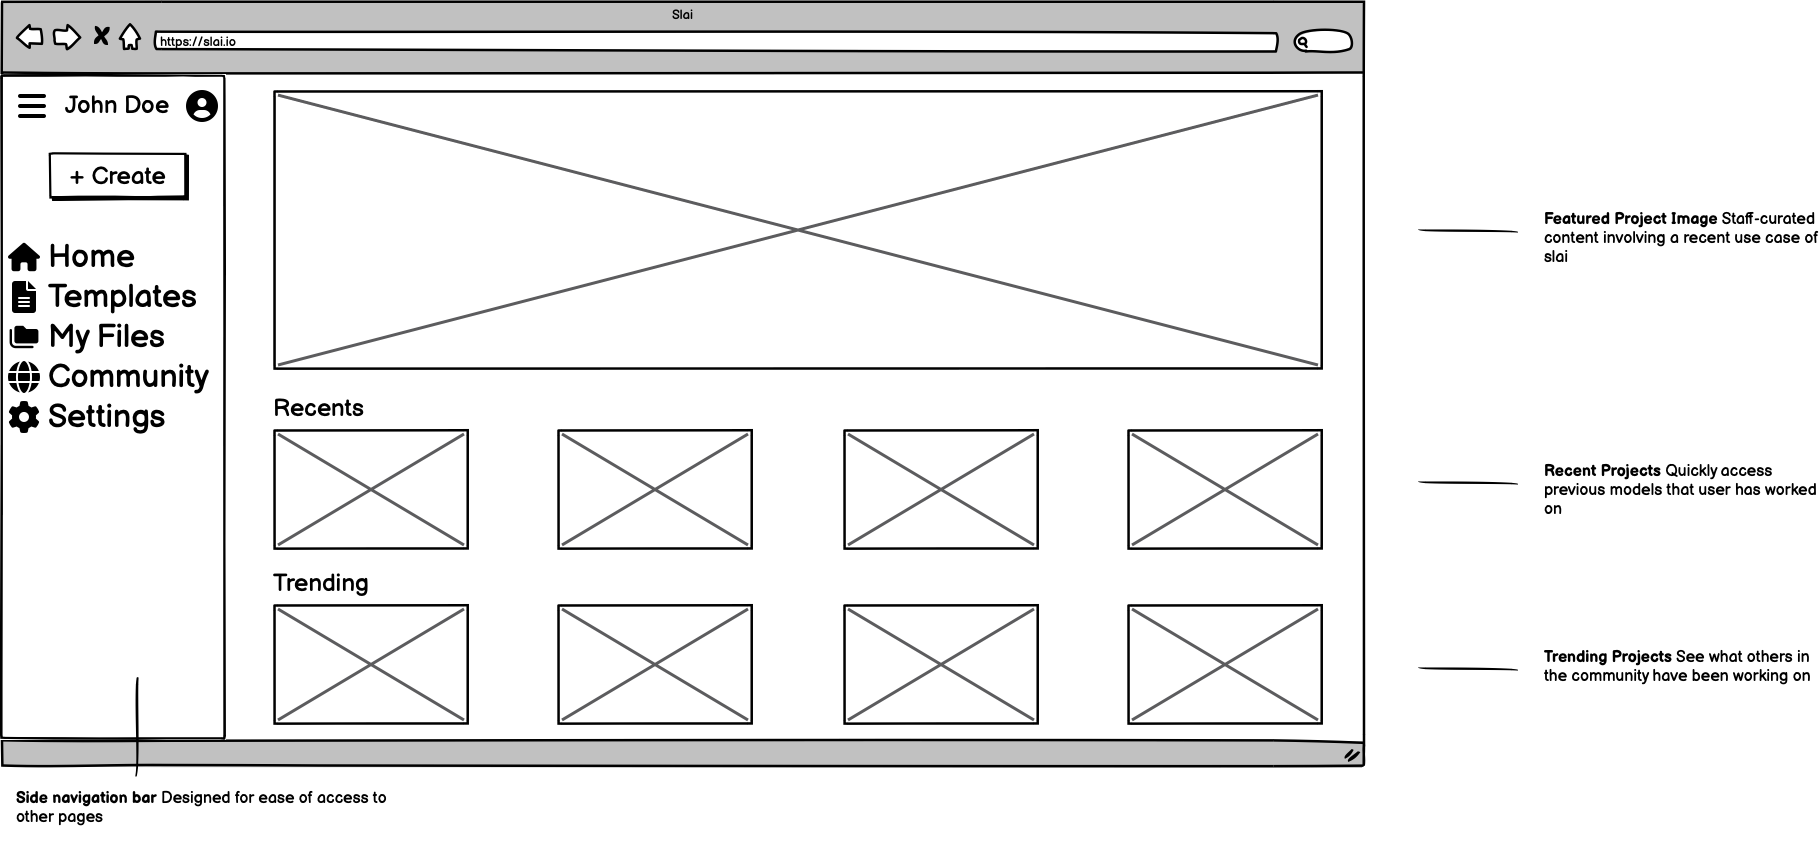 Slai
https://slai.io
John Doe
+ Create
Home
Templates
My Files
Community
Settings
Recents
Trending
Featured Project Image Staff-curated
content involving a recent use case of
slai
Recent Projects Quickly access
previous models that user has worked
on
Trending Projects See what others in
the community have been working on
Side navigation bar Designed for ease of access to
other pages